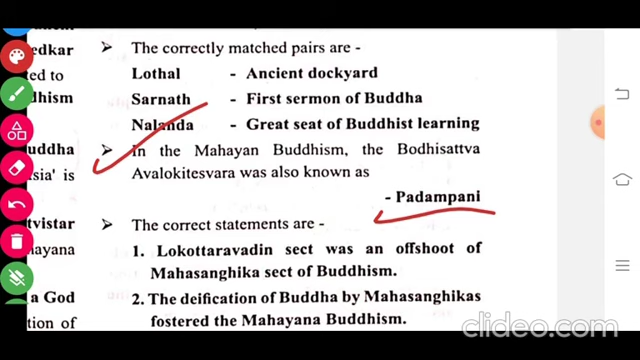 edkar
ted to
dhism
uddha
sia' is
tvistar
hayana
a God
tion of
The correctly matched pairs are -
Lothal - Ancient dockyard
Sarnath - First sermon of Buddha
Nalanda - Great seat of Buddhist learning
In the Mahayan Buddhism, the Bodhisattva
Avalokitesvara was also known as
- Padampani
The correct statements are -
1. Lokottaravadin sect was an offshoot of
Mahasanghika sect of Buddhism.
2. The deification of Buddha by Mahasanghikas
fostered the Mahayana Buddhism.
clideo.com